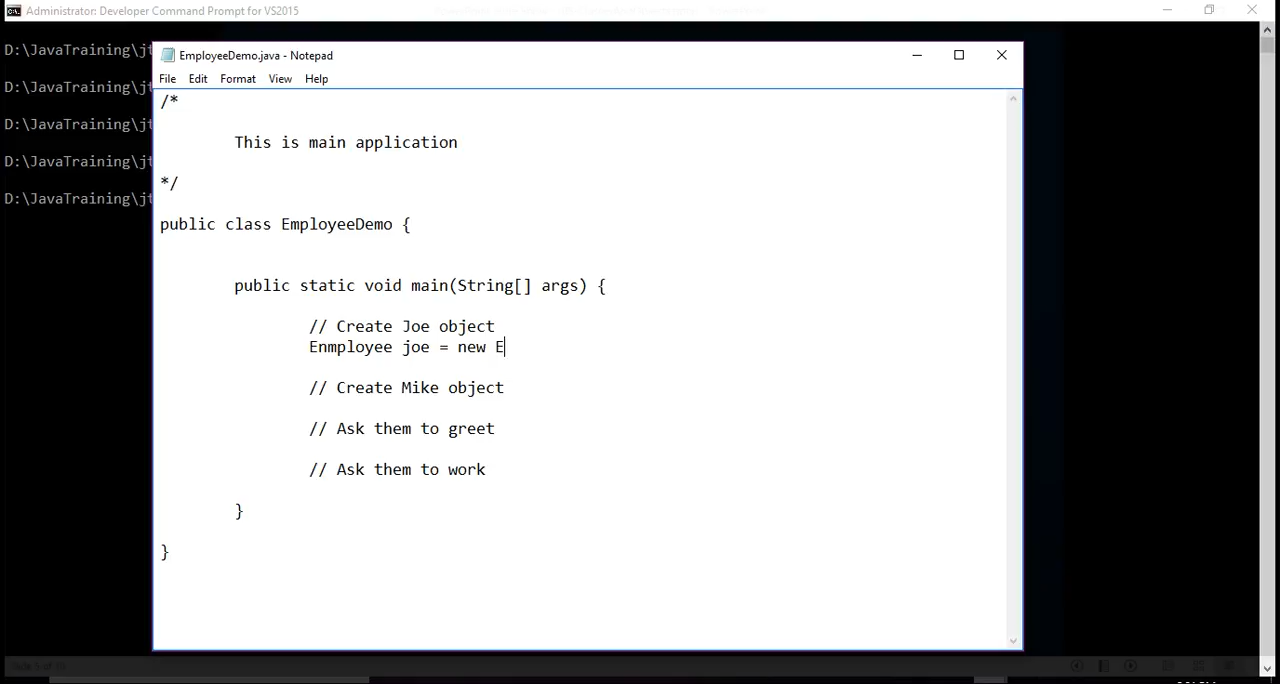 Administrator: Developer Command Prompt for VS2015
D:\JavaTraining\jt
D:\JavaTraining\jt
D:\JavaTraining\jt
D:\JavaTraining\jt
D:\JavaTraining\jt
EmployeeDemo.java - Notepad
File Edit Format View Help
/*
This is main application
*/
public class EmployeeDemo {
public static void main(String[] args) {
// Create Joe object
Enmployee joe = new E
// Create Mike object
// Ask them to greet
// Ask them to work
}
}